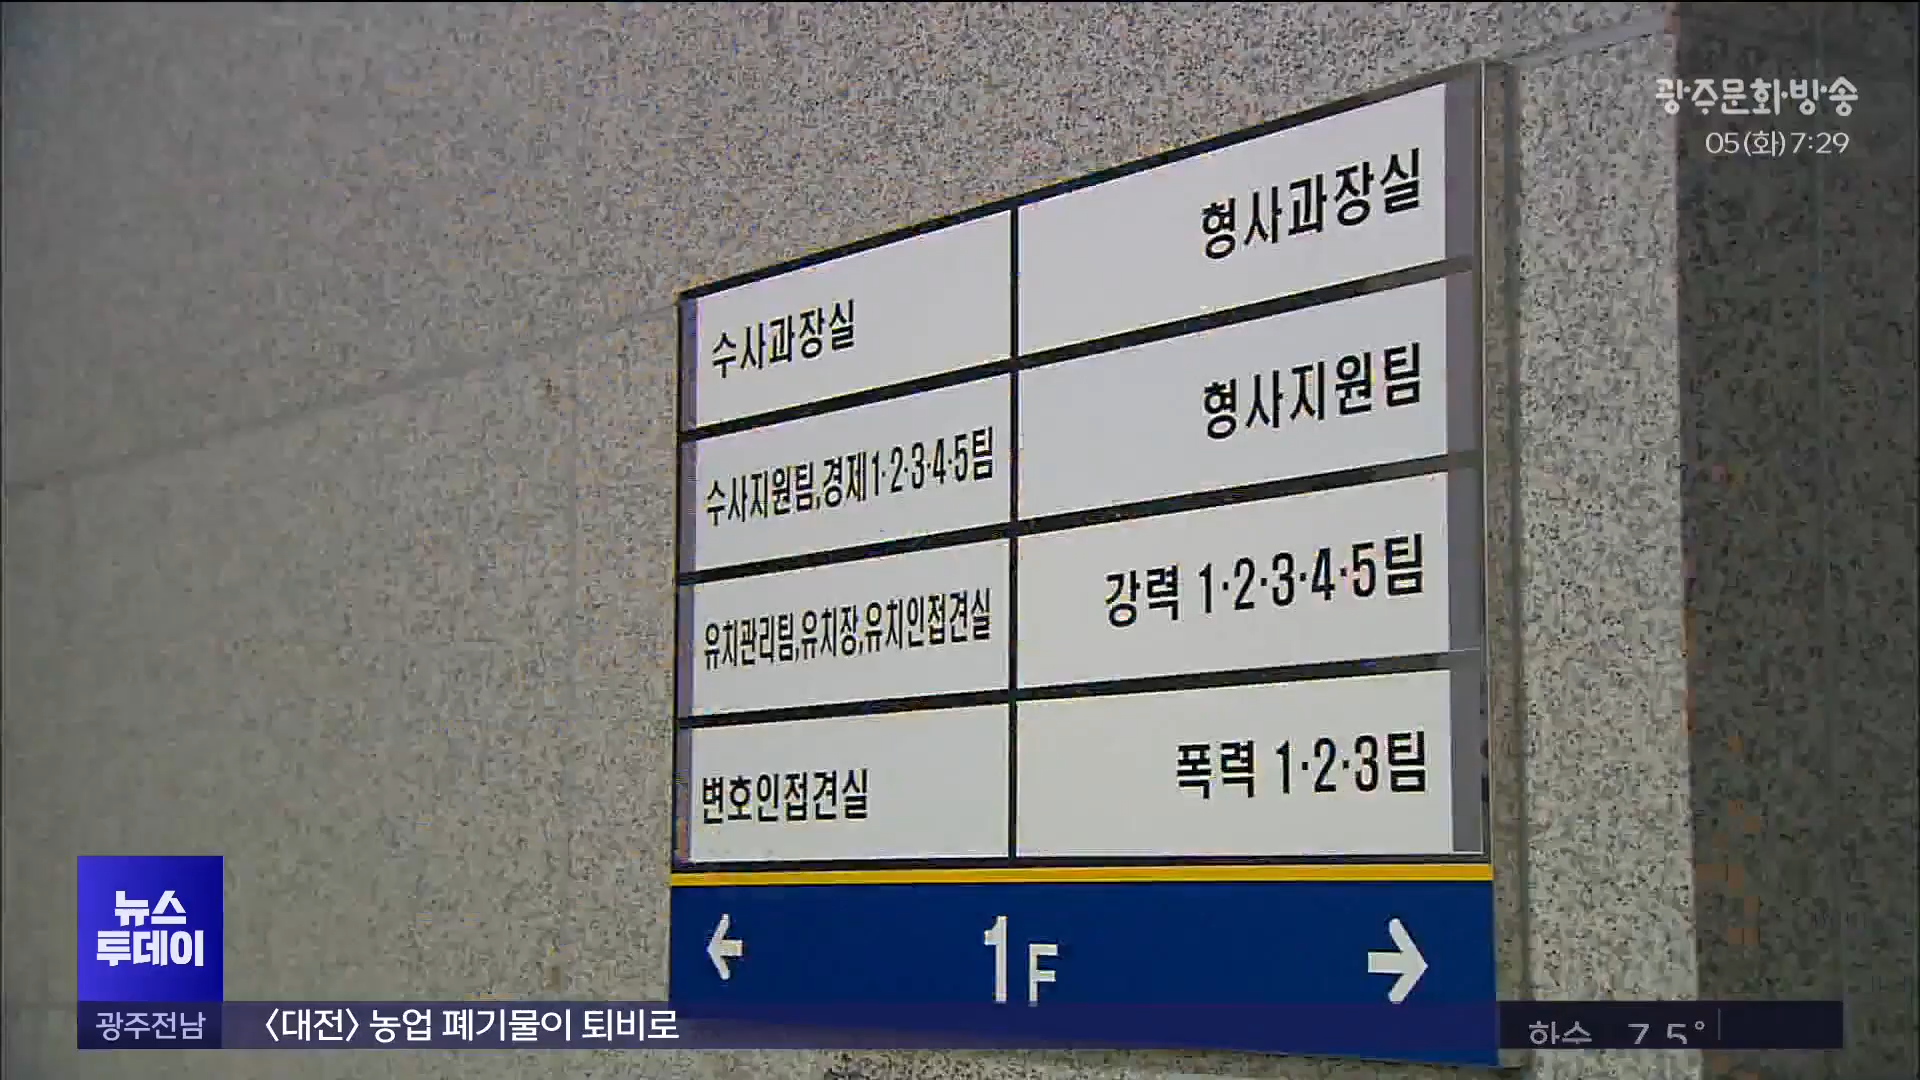 광주문화방송
05(화)7:29
수사과장실
형사과장실
수사지원팀,경제1·2·3·4·5팀
형사지원팀
유치관리팀,유치장,유치인접견실
강력 1·2·3·4·5팀
변호인접견실
폭력 1·2·3팀
← 1F →
뉴스
투데이
광주전남
〈대전〉 농업 폐기물이 퇴비로